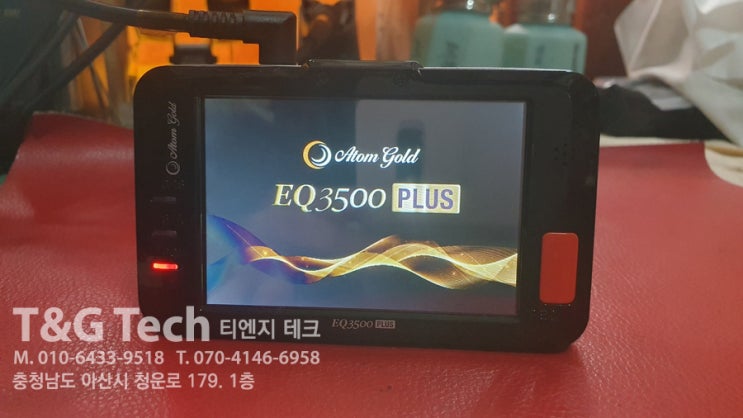 Atom Gold
Atom Gold
EQ3500 PLUS
EQ3500 PLUS
T&G Tech 티엔지 테크
M. 010-6433-9518 T. 070-4146-6958
충청남도 아산시 청운로 179. 1층